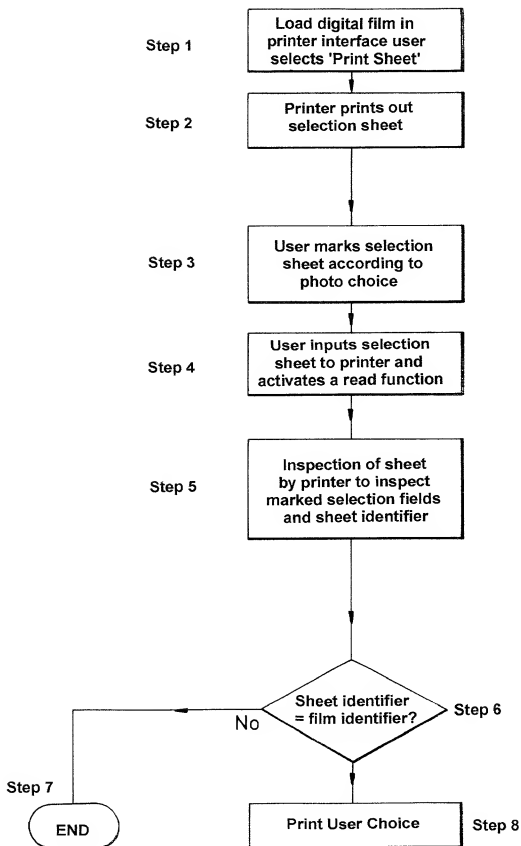 Step 1
Load digital film in
printer interface user
selects 'Print Sheet'
Step 2
Printer prints out
selection sheet
Step 3
User marks selection
sheet according to
photo choice
Step 4
User inputs selection
sheet to printer and
activates a read function
Step 5
Inspection of sheet
by printer to inspect
marked selection fields
and sheet identifier
Sheet identifier
= film identifier?
Step 6
No
Step 7
END
Print User Choice
Step 8